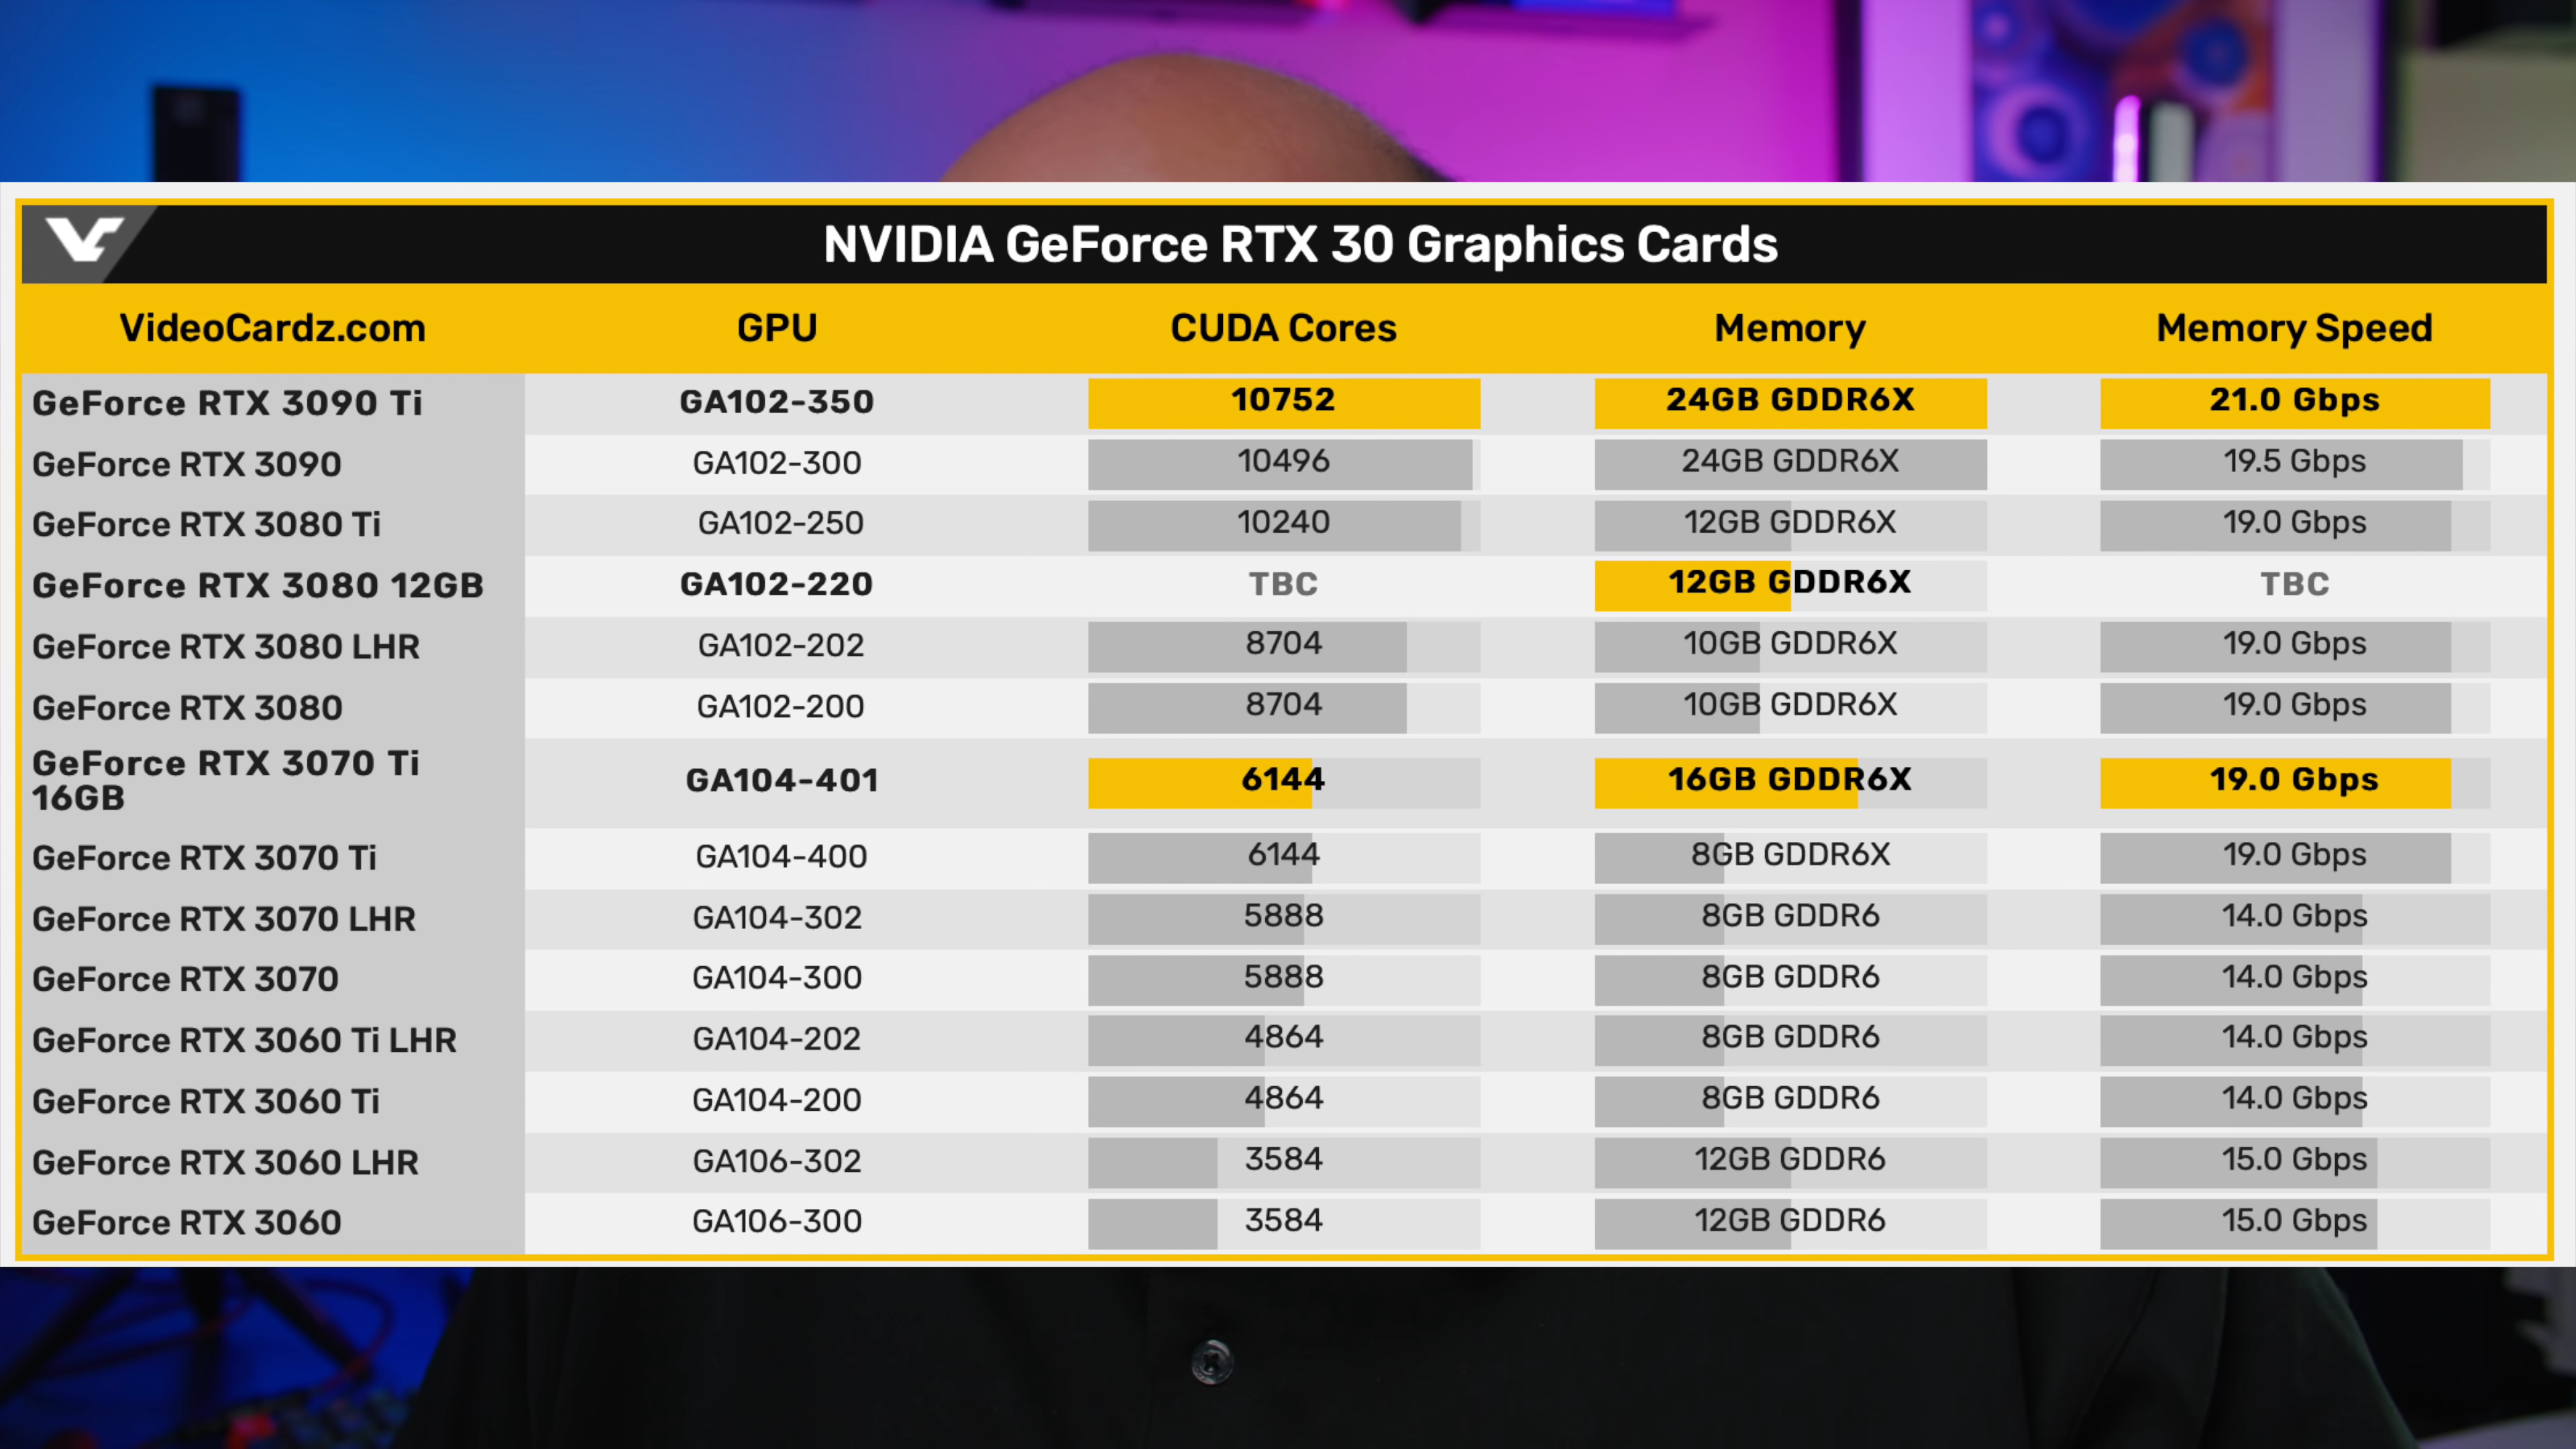 NVIDIA GeForce RTX 30 Graphics Cards
VideoCardz.com GPU CUDA Cores Memory Memory Speed
GeForce RTX 3090 Ti GA102-350 10752 24GB GDDR6X 21.0 Gbps
GeForce RTX 3090 GA102-300 10496 24GB GDDR6X 19.5 Gbps
GeForce RTX 3080 Ti GA102-250 10240 12GB GDDR6X 19.0 Gbps
GeForce RTX 3080 12GB GA102-220 TBC 12GB GDDR6X TBC
GeForce RTX 3080 LHR GA102-202 8704 10GB GDDR6X 19.0 Gbps
GeForce RTX 3080 GA102-200 8704 10GB GDDR6X 19.0 Gbps
GeForce RTX 3070 Ti
16GB GA104-401 6144 16GB GDDR6X 19.0 Gbps
GeForce RTX 3070 Ti GA104-400 6144 8GB GDDR6X 19.0 Gbps
GeForce RTX 3070 LHR GA104-302 5888 8GB GDDR6 14.0 Gbps
GeForce RTX 3070 GA104-300 5888 8GB GDDR6 14.0 Gbps
GeForce RTX 3060 Ti LHR GA104-202 4864 8GB GDDR6 14.0 Gbps
GeForce RTX 3060 Ti GA104-200 4864 8GB GDDR6 14.0 Gbps
GeForce RTX 3060 LHR GA106-302 3584 12GB GDDR6 15.0 Gbps
GeForce RTX 3060 GA106-300 3584 12GB GDDR6 15.0 Gbps